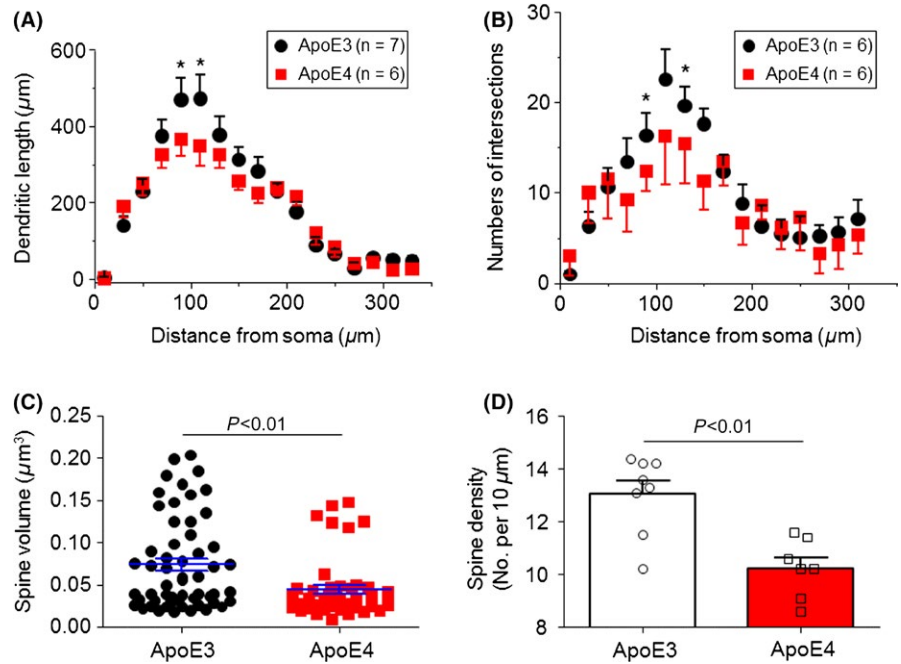 (A)
600
400
200
0
Dendritic length (µm)
ApoE3 (n = 7)
ApoE4 (n = 6)
* *
0 100 200 300
Distance from soma (µm)
(B)
30
20
10
0
Numbers of intersections
ApoE3 (n = 6)
ApoE4 (n = 6)
* *
0 100 200 300
Distance from soma (µm)
(C)
0.25
0.20
0.15
0.10
0.05
0.00
Spine volume (µm³)
P<0.01
ApoE3 ApoE4
(D)
16
14
12
10
8
Spine density
(No. per 10 µm)
P<0.01
ApoE3 ApoE4